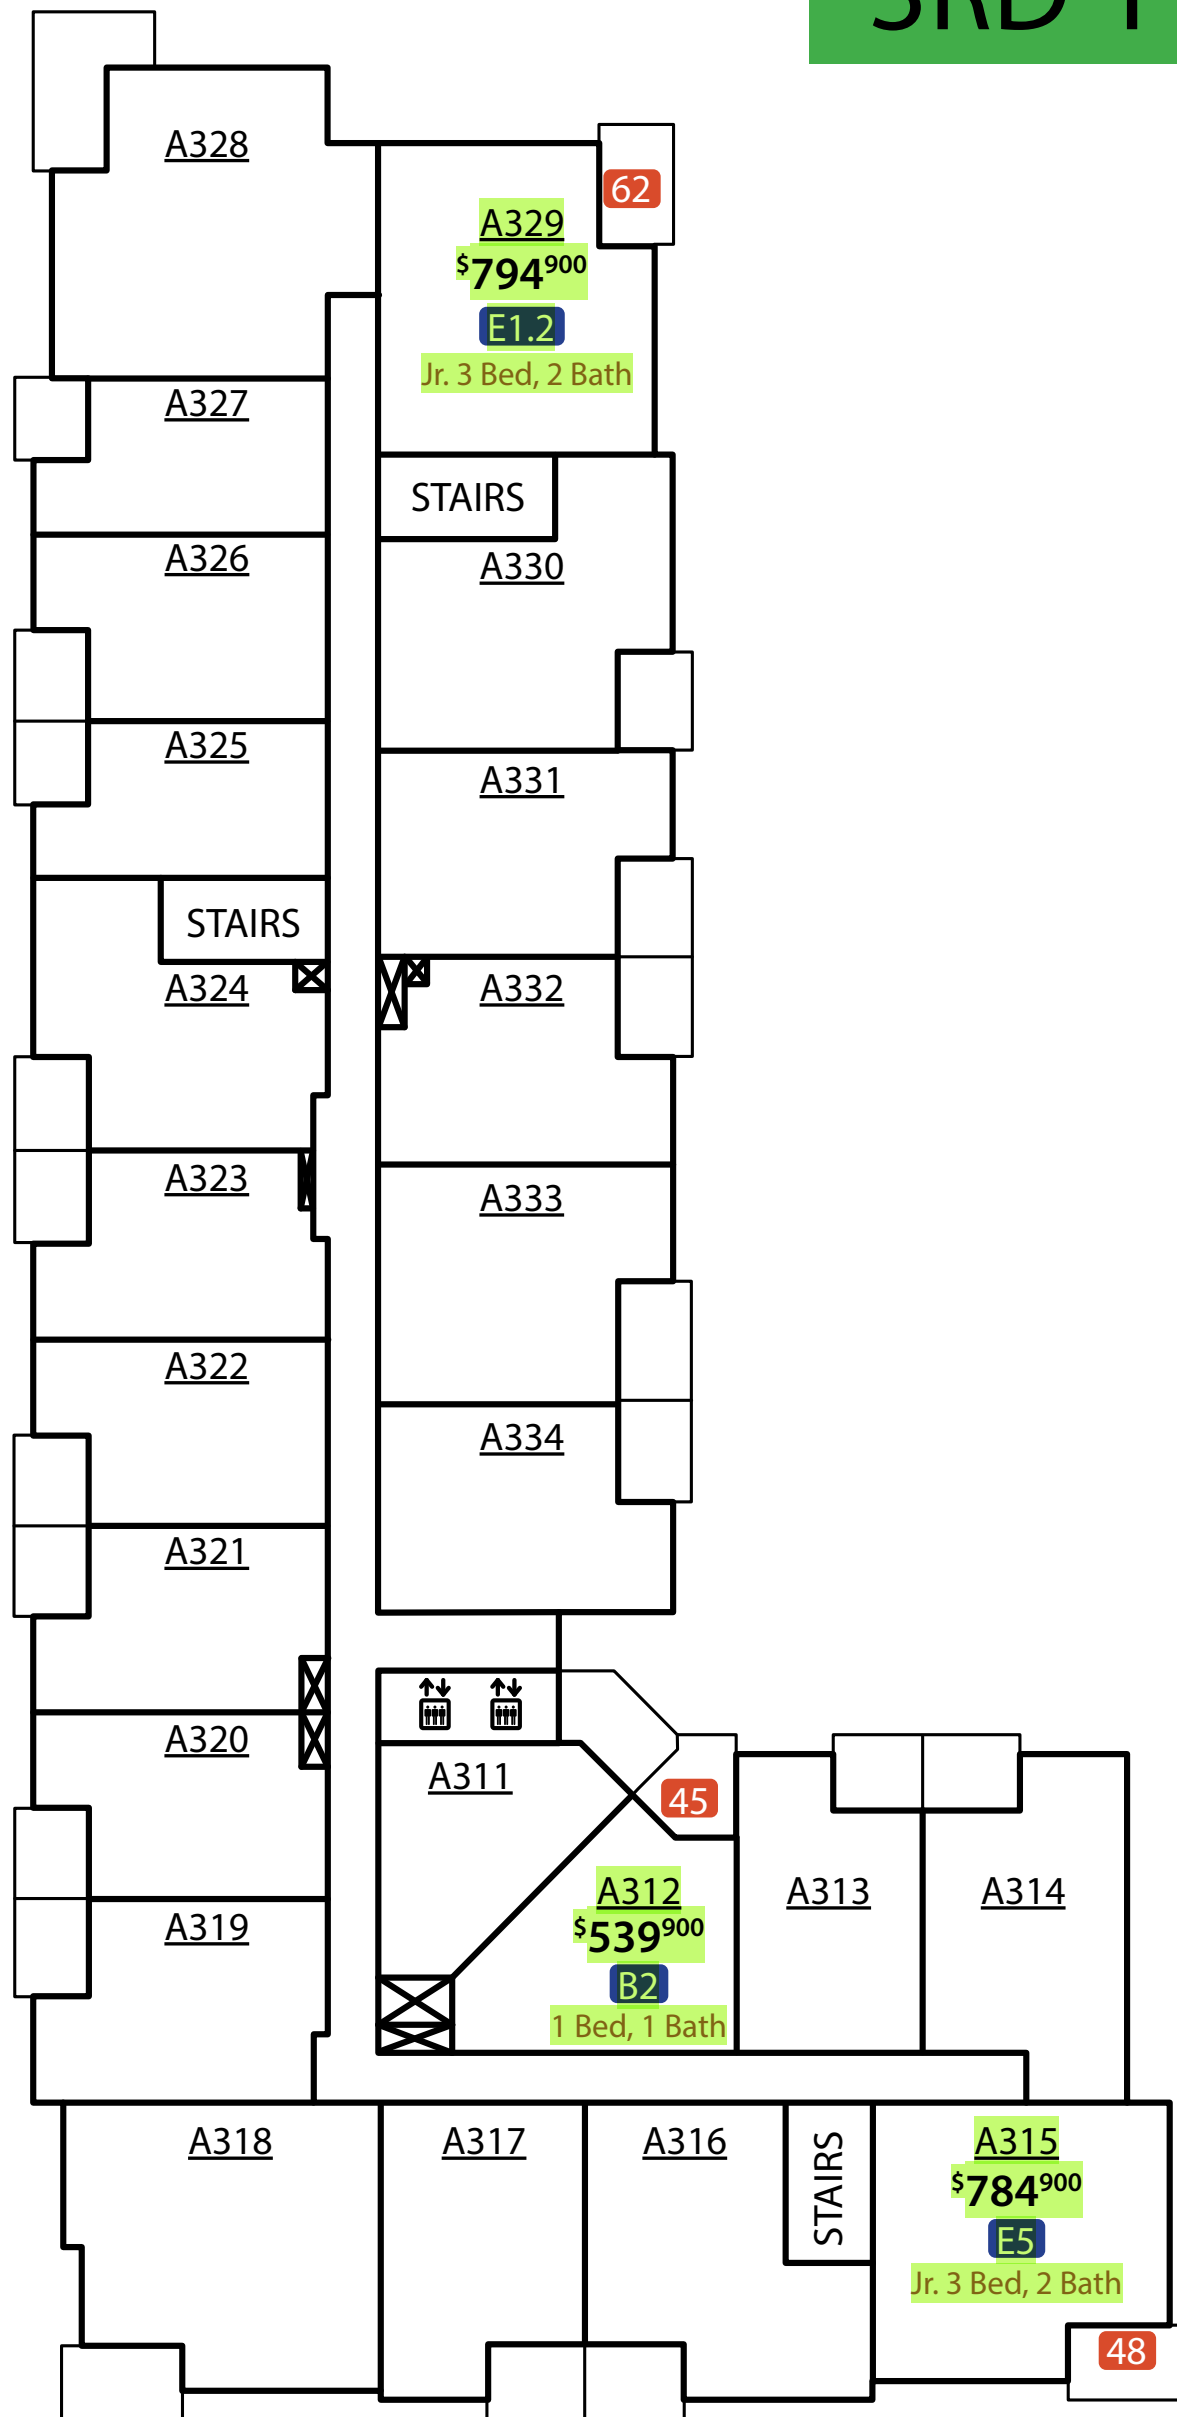 3RD
A328
62
A329
$794900
E1.2
Jr. 3 Bed, 2 Bath
A327
STAIRS
A326
A330
A325
A331
STAIRS
A324
A332
A323
A333
A322
A334
A321
A320
A311
45
A312
$539900
B2
1 Bed, 1 Bath
A313
A314
A319
A318
A317
A316
STAIRS
A315
$784900
E5
Jr. 3 Bed, 2 Bath
48